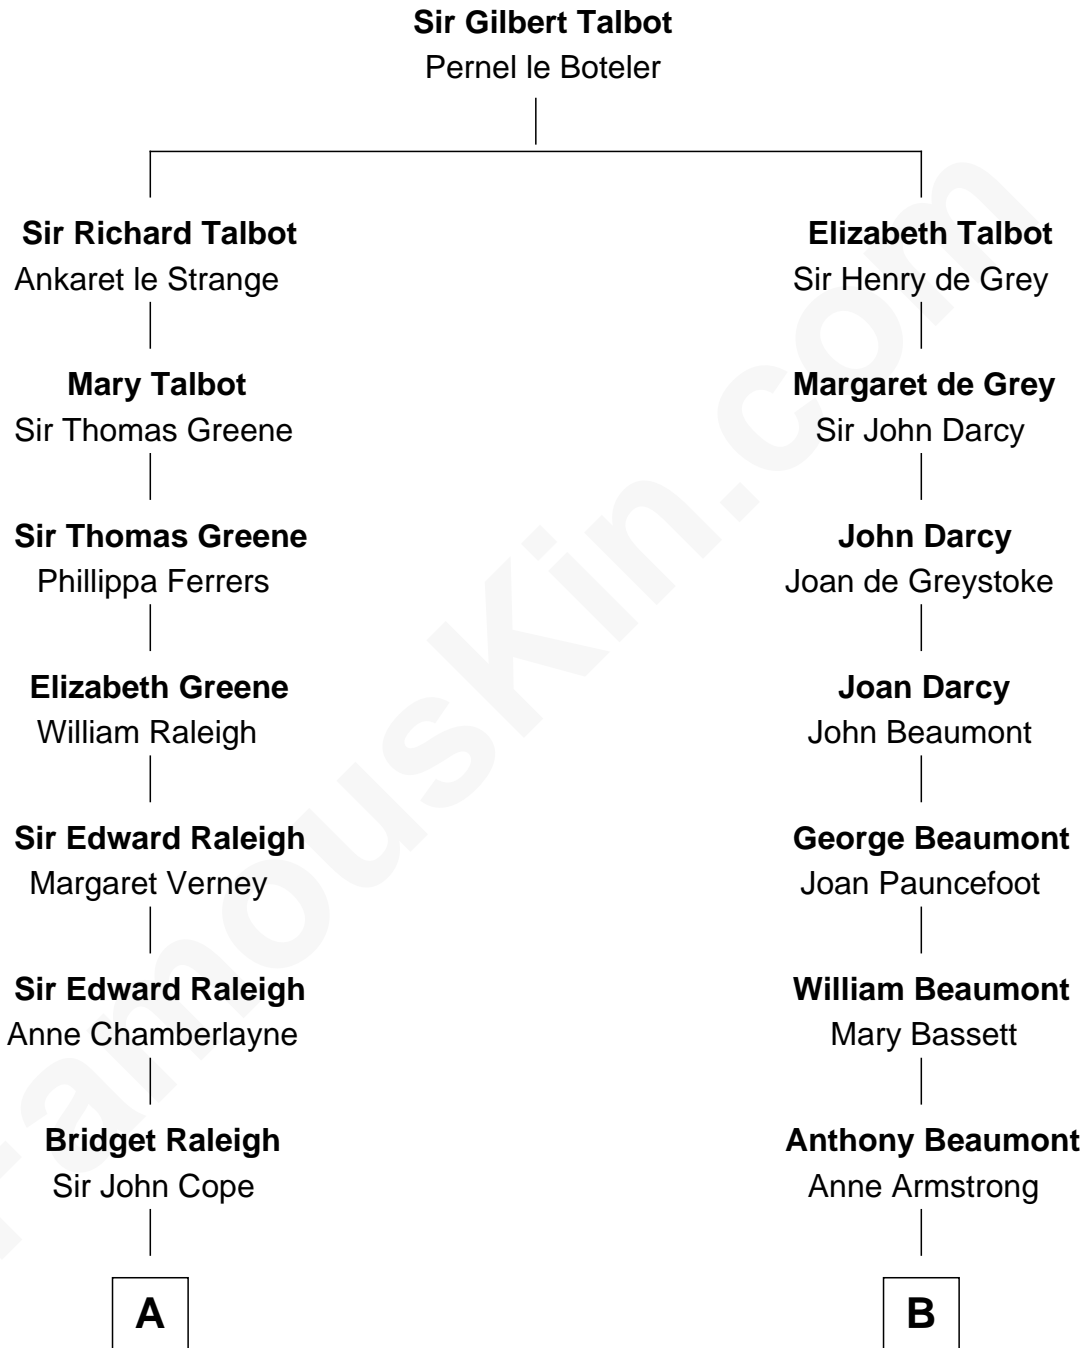 Sir Gilbert Talbot
Pernel le Boteler
Sir Richard Talbot
Ankaret le Strange
Mary Talbot
Sir Thomas Greene
Sir Thomas Greene
Phillippa Ferrers
Elizabeth Greene
William Raleigh
Sir Edward Raleigh
Margaret Verney
Sir Edward Raleigh
Anne Chamberlayne
Bridget Raleigh
Sir John Cope
A
Elizabeth Talbot
Sir Henry de Grey
Margaret de Grey
Sir John Darcy
John Darcy
Joan de Greystoke
Joan Darcy
John Beaumont
George Beaumont
Joan Pauncefoot
William Beaumont
Mary Bassett
Anthony Beaumont
Anne Armstrong
B
FamousKin.com